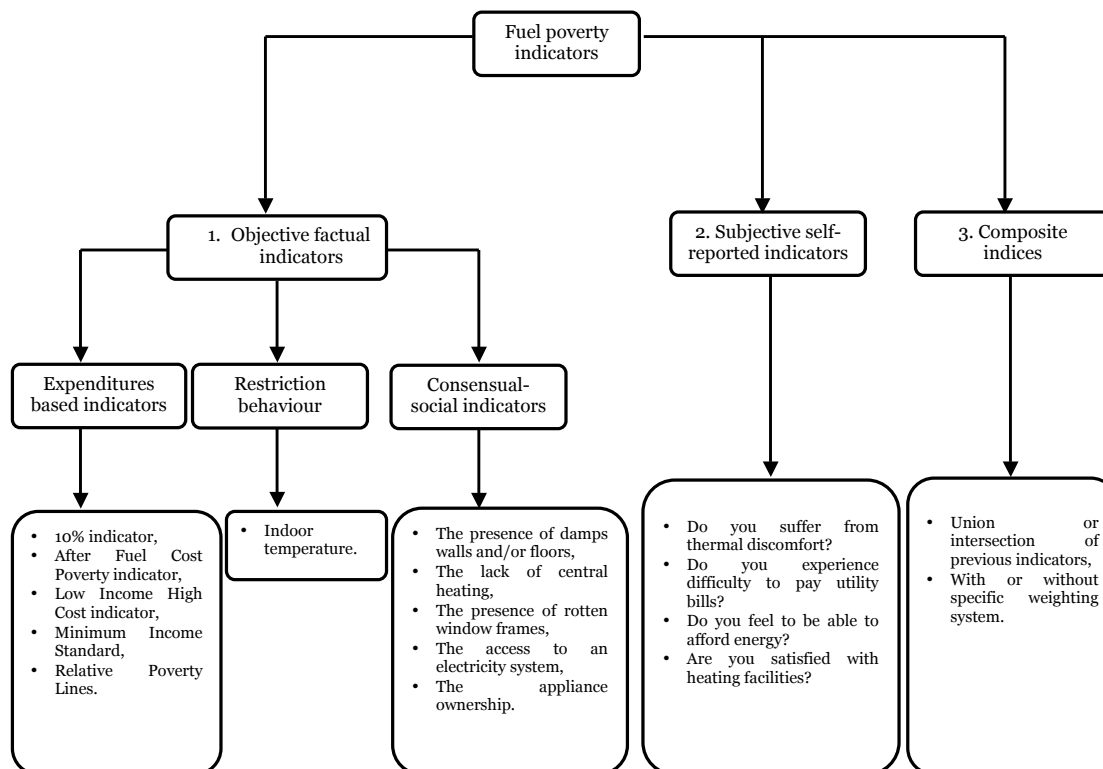 Fuel poverty
indicators
1. Objective factual
indicators
2. Subjective self-
reported indicators
3. Composite
indices
Expenditures
based indicators
Restriction
behaviour
Consensual-
social indicators
• 10% indicator,
• After Fuel Cost
Poverty indicator,
• Low Income High
Cost indicator,
• Minimum Income
Standard,
• Relative Poverty
Lines.
• Indoor
temperature.
• The presence of damps
walls and/or floors,
• The lack of central
heating,
• The presence of rotten
window frames,
• The access to an
electricity system,
• The appliance
ownership.
• Do you suffer from
thermal discomfort?
• Do you experience
difficulty to pay utility
bills?
• Do you feel to be able to
afford energy?
• Are you satisfied with
heating facilities?
• Union or
intersection of
previous indicators,
• With or without
specific weighting
system.